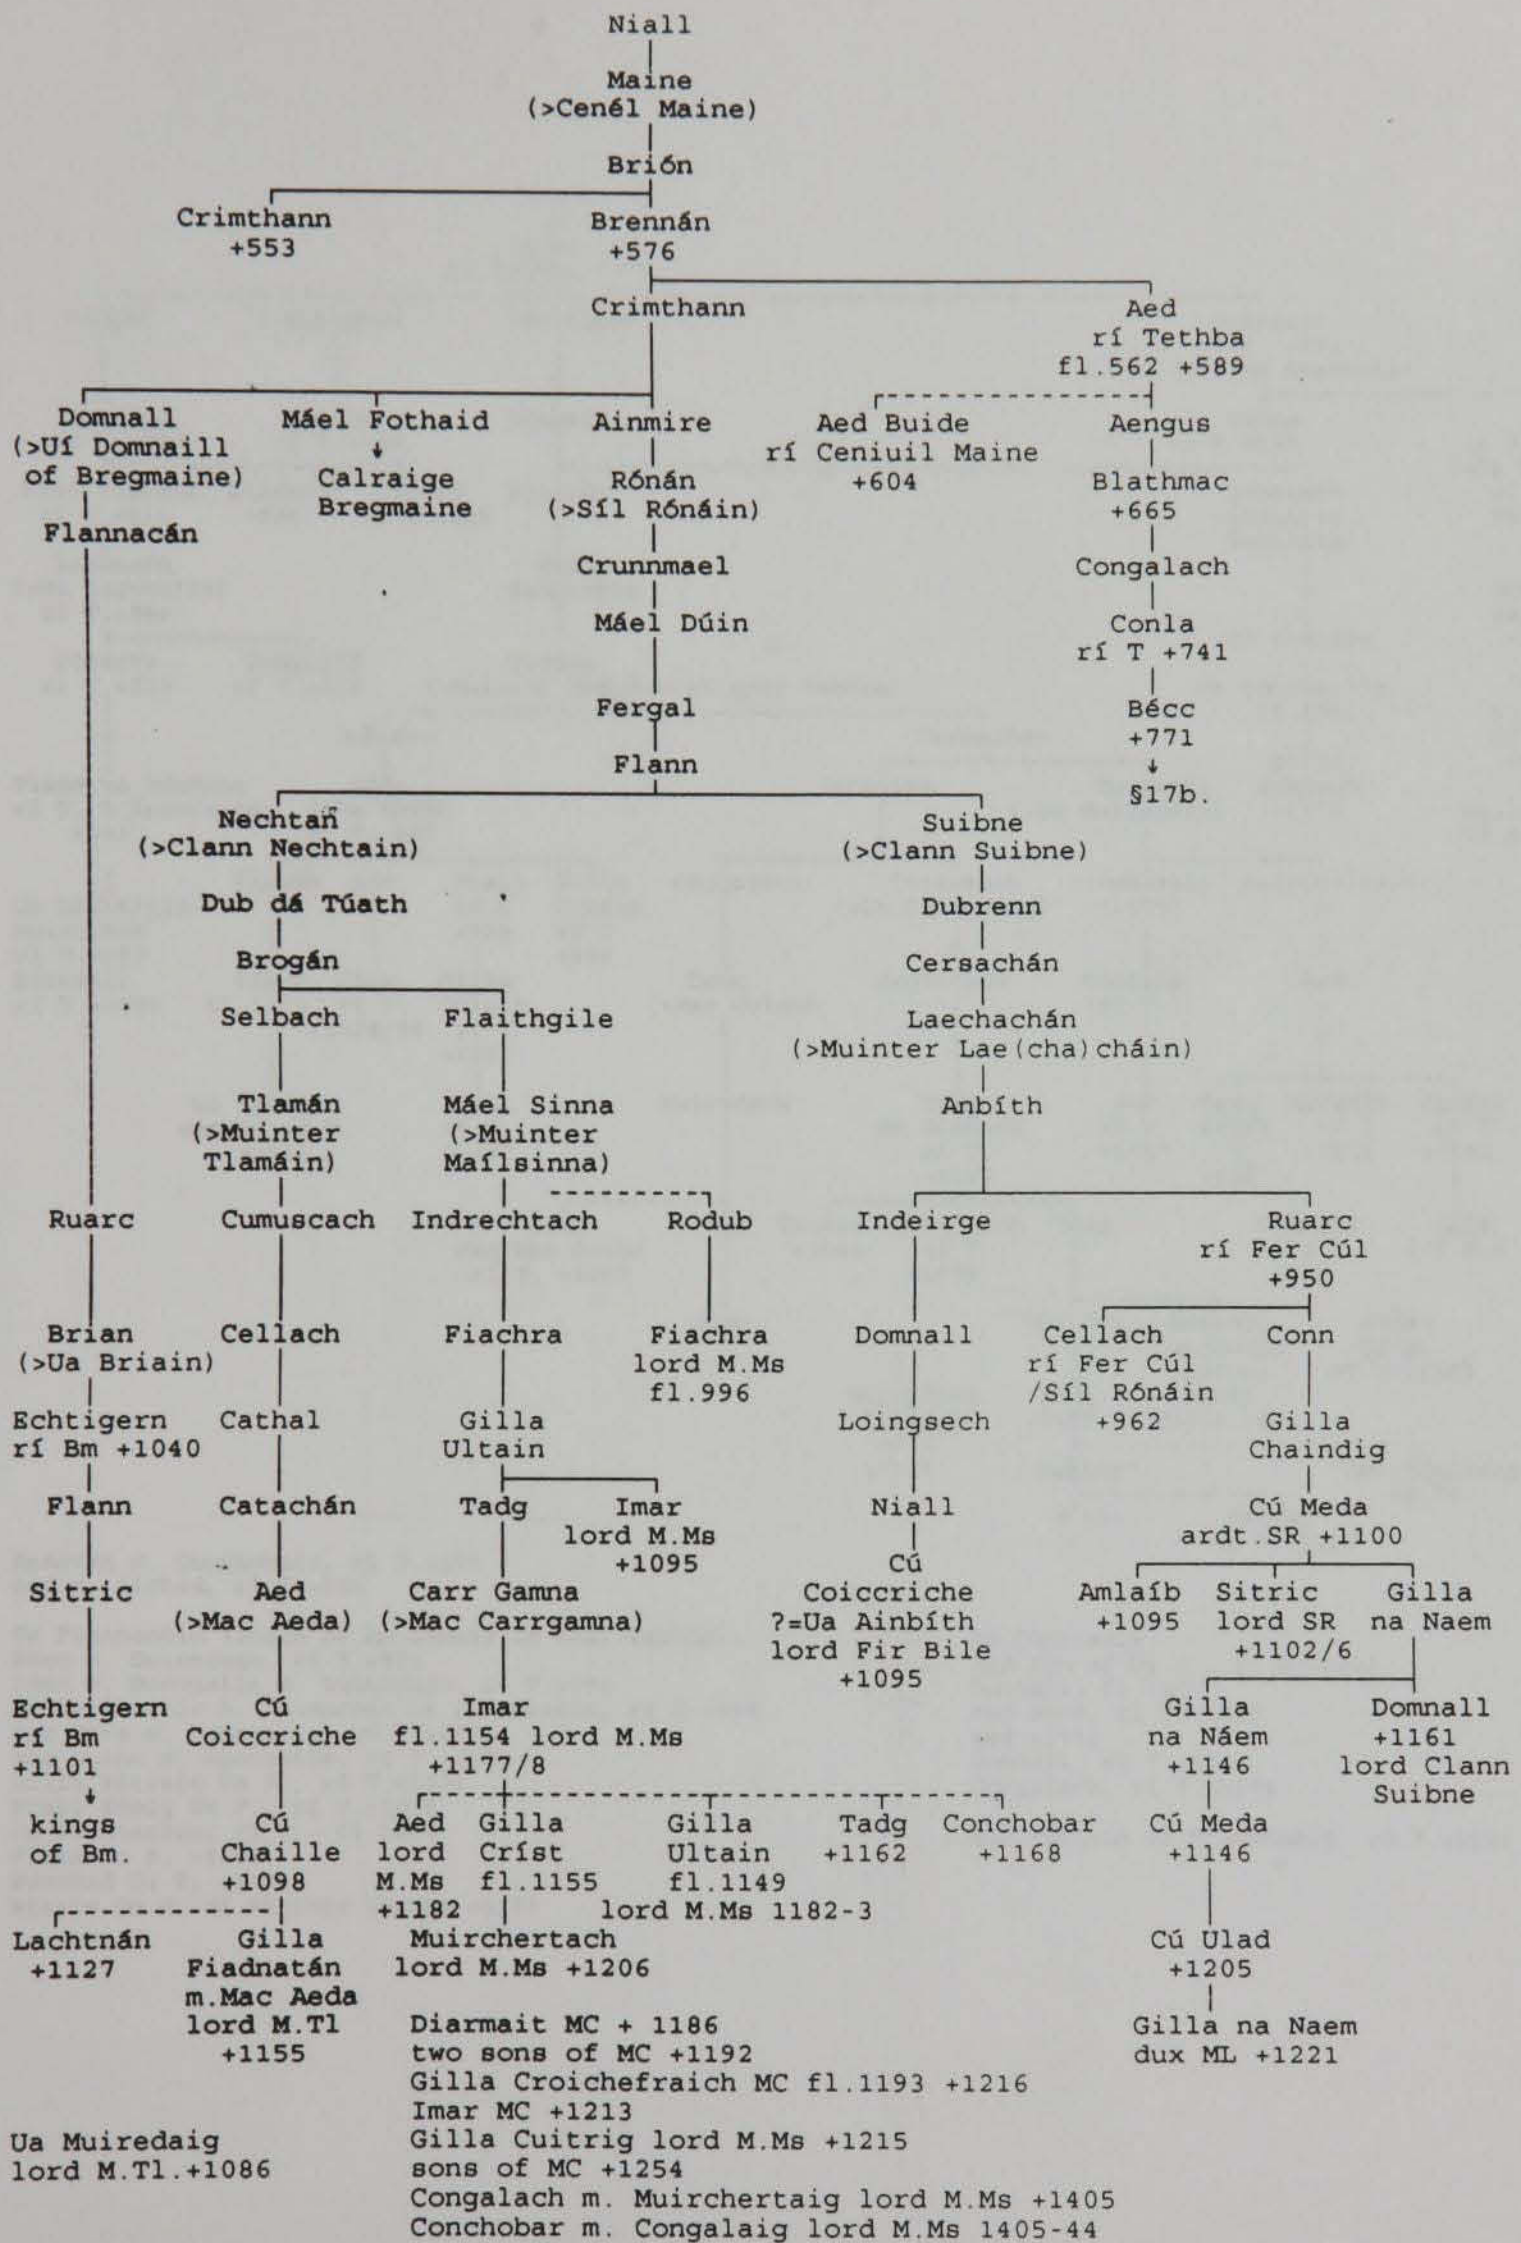 Niall
Maine
(>Cenél Maine)
Brión
Crimthann Brennán
+553 +576
Crimthann Aed
rí Tethba
fl.562 +589
Domnall Máel Fothaid Ainmire Aed Buide Aengus
(>Uí Domnaill ↓ rí Ceniuil Maine
of Bregmaine) Calraige Rónán +604 Blathmac
Bregmaine (>Síl Rónáin) +665
Flannacán
Crunnmael Congalach
Máel Dúin Conla
rí T +741
Fergal Bécc
+771
Flann ↓
§17b.
Nechtan Suibne
(>Clann Nechtain) (>Clann Suibne)
Dub dá Túath Dubrenn
Brogán Cersachán
Selbach Flaithgile Laechachán
(>Muinter Lae(cha)cháin)
Tlamán Máel Sinna Anbíth
(>Muinter (>Muinter
Tlamáin) Maílsinna)
Ruarc Cumuscach Indrechtach Rodub Indeirge Ruarc
rí Fer Cúl
+950
Brian Cellach Fiachra Fiachra Domnall Cellach Conn
(>Ua Briain) lord M.Ms rí Fer Cúl
fl.996 /Síl Rónáin
Echtigern Cathal Gilla Loingsech +962 Gilla
rí Bm +1040 Ultain Chaindig
Flann Catachán Tadg Imar Niall Cú Meda
lord M.Ms ardt.SR +1100
+1095 Cú
Sitric Aed Carr Gamna Coiccriche Amlaíb Sitric Gilla
(>Mac Aeda) (>Mac Carrgamna) ?=Ua Ainbíth +1095 lord SR na Naem
lord Fir Bile +1102/6
+1095
Echtigern Cú Imar Gilla Domnall
rí Bm Coiccriche fl.1154 lord M.Ms na Náem +1161
+1101 +1177/8 +1146 lord Clann
↓ Suibne
kings Cú Aed Gilla Gilla Tadg Conchobar Cú Meda
of Bm. Chaille lord Críst Ultain +1162 +1168 +1146
+1098 M.Ms fl.1155 fl.1149
+1182 lord M.Ms 1182-3
Lachtnán Gilla Muirchertach Cú Ulad
+1127 Fiadnatán lord M.Ms +1206 +1205
m.Mac Aeda
lord M.Tl Diarmait MC + 1186 Gilla na Naem
+1155 two sons of MC +1192 dux ML +1221
Gilla Croichefraich MC fl.1193 +1216
Imar MC +1213
Ua Muiredaig Gilla Cuitrig lord M.Ms +1215
lord M.Tl.+1086 sons of MC +1254
Congalach m. Muirchertaig lord M.Ms +1405
Conchobar m. Congalaig lord M.Ms 1405-44